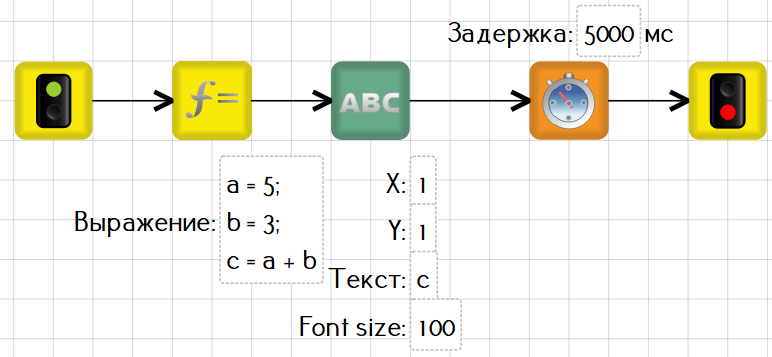 Задержка: 5000 мс
f=
ABC
Выражение: a = 5;
b = 3;
c = a + b
X: 1
Y: 1
Текст: c
Font size: 100